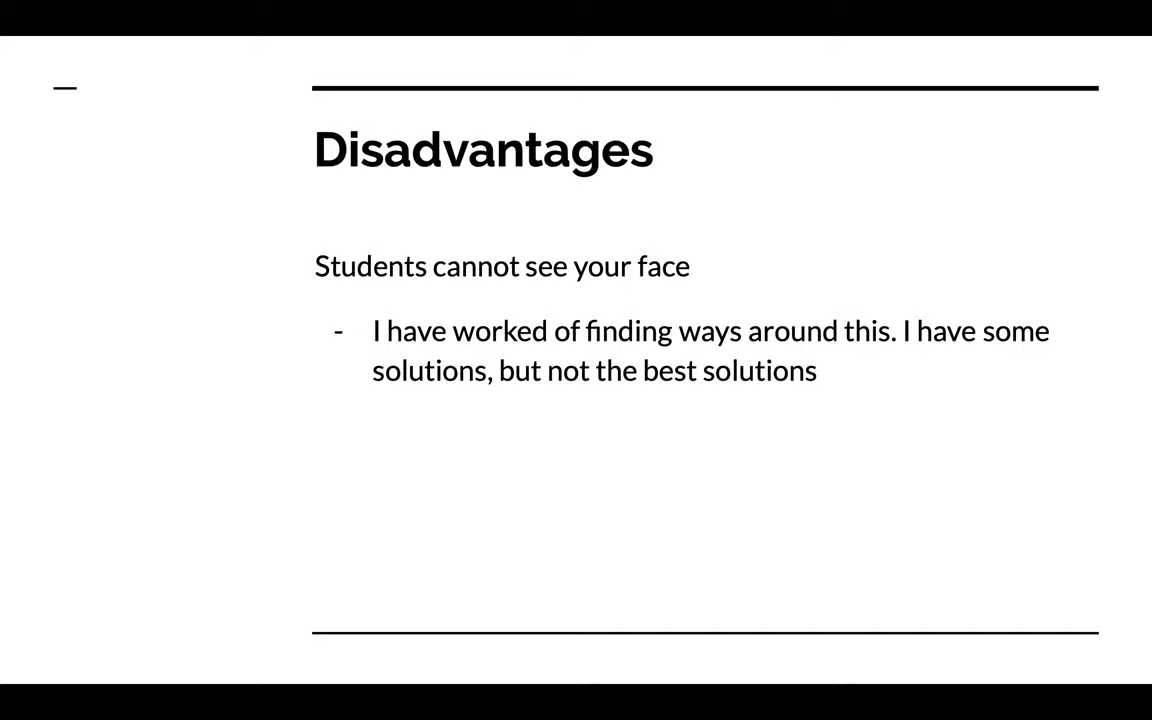 Disadvantages
Students cannot see your face
- I have worked of finding ways around this. I have some
solutions, but not the best solutions